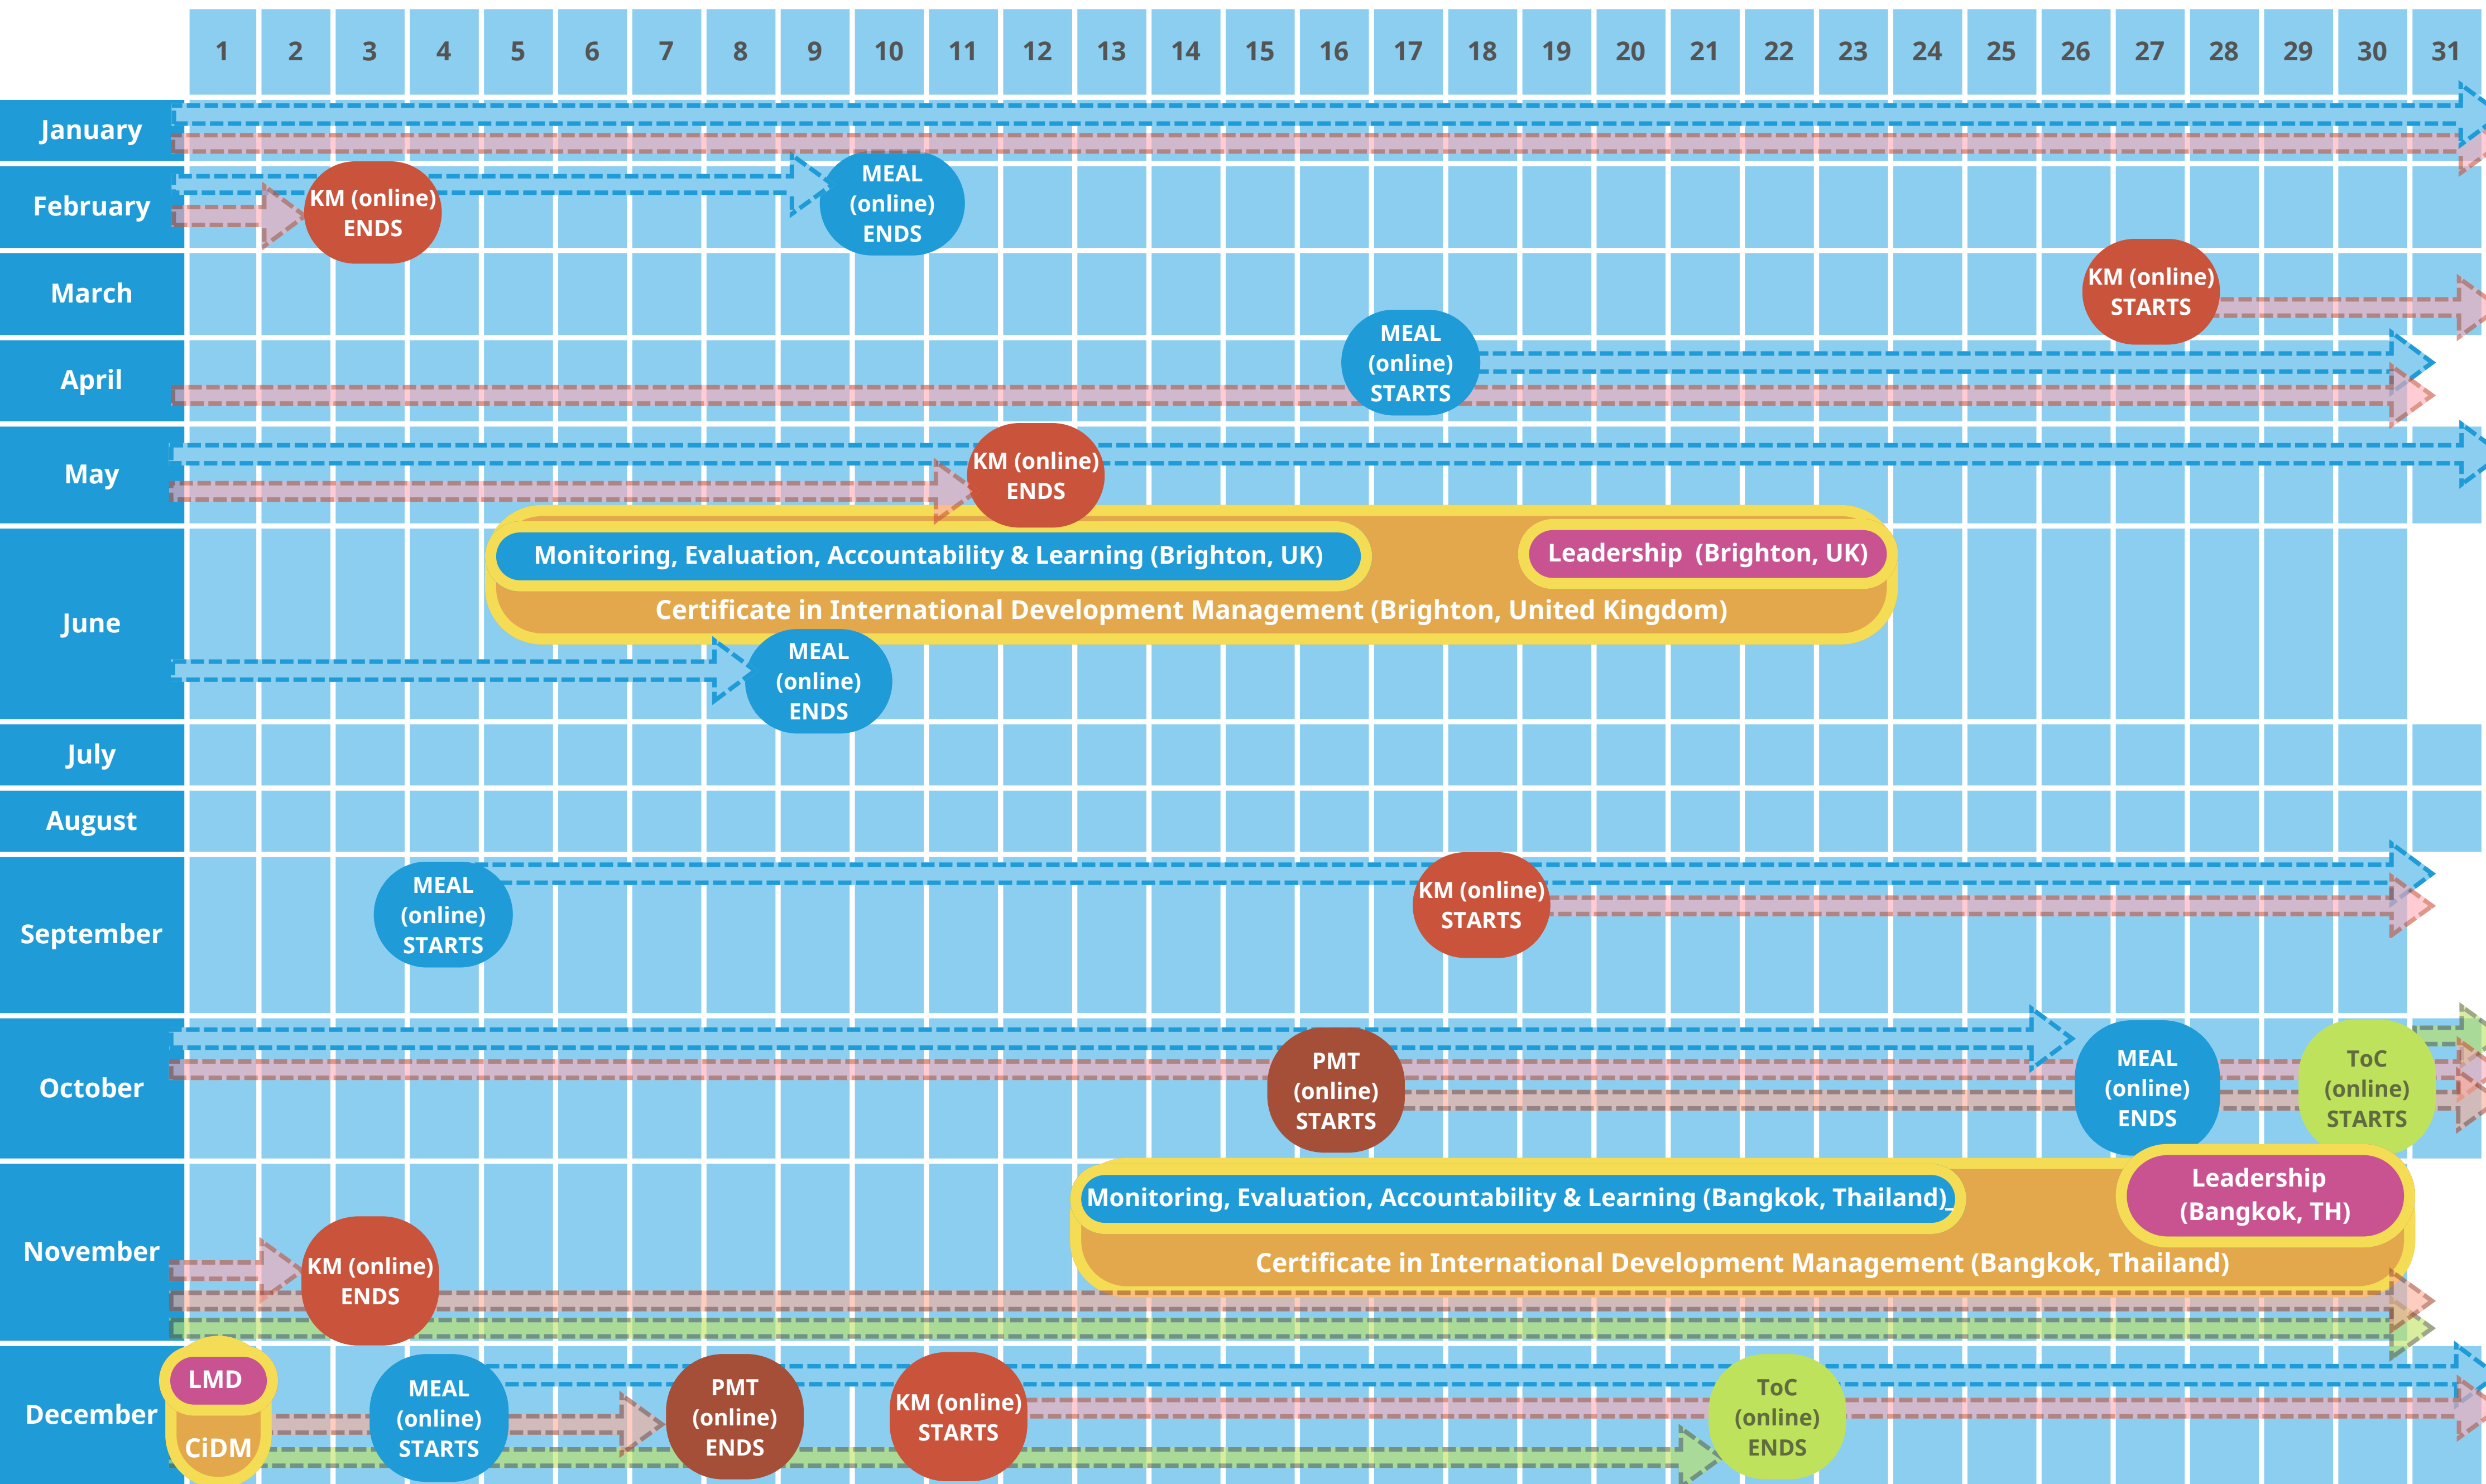 1 2 3 4 5 6 7 8 9 10 11 12 13 14 15 16 17 18 19 20 21 22 23 24 25 26 27 28 29 30 31
January
February
KM (online)
ENDS
MEAL
(online)
ENDS
March
KM (online)
STARTS
April
MEAL
(online)
STARTS
May
KM (online)
ENDS
June
Monitoring, Evaluation, Accountability & Learning (Brighton, UK)
Leadership (Brighton, UK)
Certificate in International Development Management (Brighton, United Kingdom)
MEAL
(online)
ENDS
July
August
September
MEAL
(online)
STARTS
KM (online)
STARTS
October
PMT
(online)
STARTS
MEAL
(online)
ENDS
ToC
(online)
STARTS
November
Monitoring, Evaluation, Accountability & Learning (Bangkok, Thailand)_
Leadership
(Bangkok, TH)
Certificate in International Development Management (Bangkok, Thailand)
KM (online)
ENDS
December
LMD
CiDM
MEAL
(online)
STARTS
PMT
(online)
ENDS
KM (online)
STARTS
ToC
(online)
ENDS